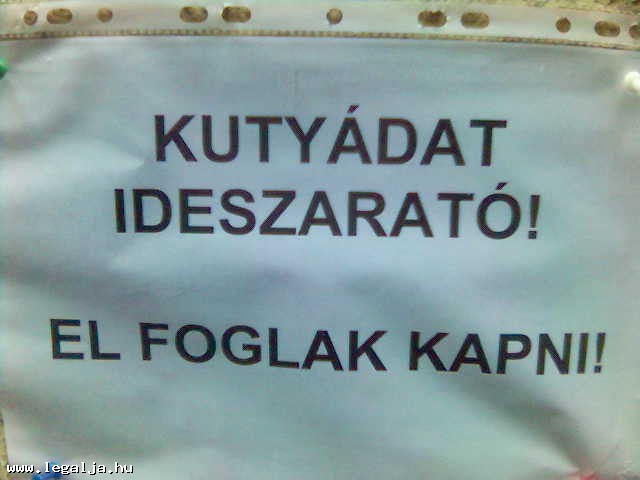 KUTYÁDAT
IDESZARATÓ!
EL FOGLAK KAPNI!
www.legalja.hu